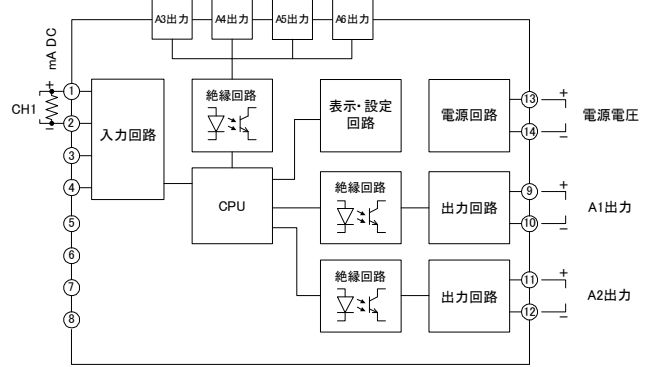 A3出力 A4出力 A5出力 A6出力
mA DC
CH1
+
−
①
②
③
④
⑤
⑥
⑦
⑧
入力回路
絶縁回路
CPU
表示・設定
回路
電源回路
⑬ +
⑭ −
電源電圧
絶縁回路
出力回路
⑨ +
⑩ −
A1出力
絶縁回路
出力回路
⑪ +
⑫ −
A2出力